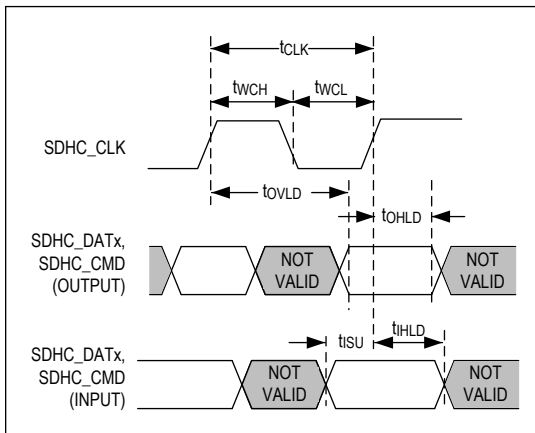 tCLK
tWCH
tWCL
SDHC_CLK
tOVLD
tOHLD
SDHC_DATx,
SDHC_CMD
(OUTPUT)
NOT
VALID
NOT
VALID
tISU
tIHLD
SDHC_DATx,
SDHC_CMD
(INPUT)
NOT
VALID
NOT
VALID